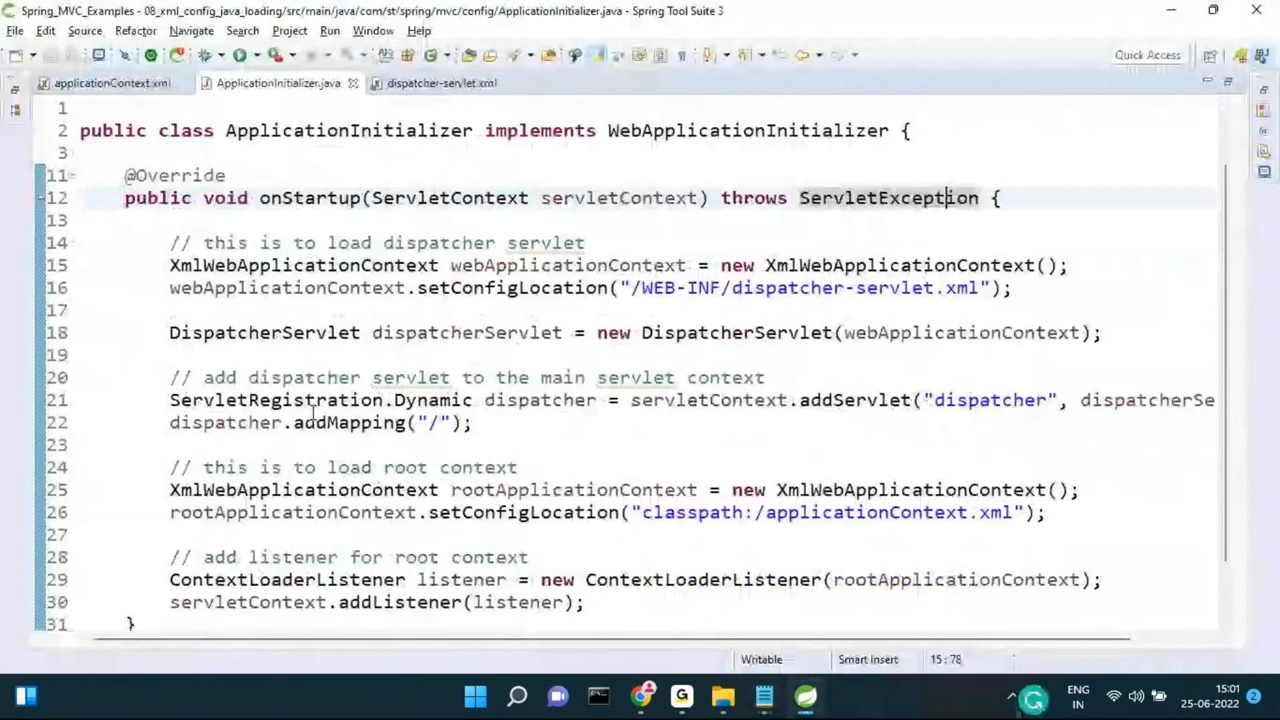 Spring_MVC_Examples - 08_xml_config_java_loading/src/main/java/com/st/spring/mvc/config/ApplicationInitializer.java - Spring Tool Suite 3
File Edit Source Refactor Navigate Search Project Run Window Help
Quick Access
applicationContext.xml ApplicationInitializer.java dispatcher-servlet.xml
1
2 public class ApplicationInitializer implements WebApplicationInitializer {
3
11 @Override
12 public void onStartup(ServletContext servletContext) throws ServletException {
13
14 // this is to load dispatcher servlet
15 XmlWebApplicationContext webApplicationContext = new XmlWebApplicationContext();
16 webApplicationContext.setConfigLocation("/WEB-INF/dispatcher-servlet.xml");
17
18 DispatcherServlet dispatcherServlet = new DispatcherServlet(webApplicationContext);
19
20 // add dispatcher servlet to the main servlet context
21 ServletRegistration.Dynamic dispatcher = servletContext.addServlet("dispatcher", dispatcherSe
22 dispatcher.addMapping("/");
23
24 // this is to load root context
25 XmlWebApplicationContext rootApplicationContext = new XmlWebApplicationContext();
26 rootApplicationContext.setConfigLocation("classpath:/applicationContext.xml");
27
28 // add listener for root context
29 ContextLoaderListener listener = new ContextLoaderListener(rootApplicationContext);
30 servletContext.addListener(listener);
31 }
Writable Smart Insert 15 : 78
ENG 15:01
IN 25-06-2022 2